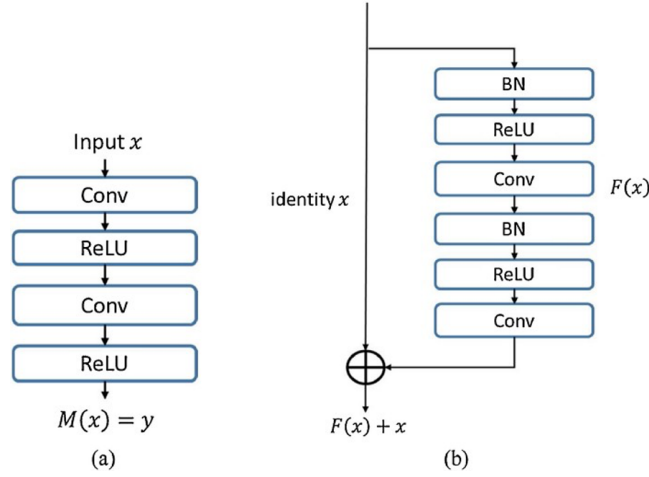 Input x
Conv
ReLU
Conv
ReLU
M(x) = y
(a)
BN
ReLU
Conv
F(x)
identity x
BN
ReLU
Conv
F(x) + x
(b)